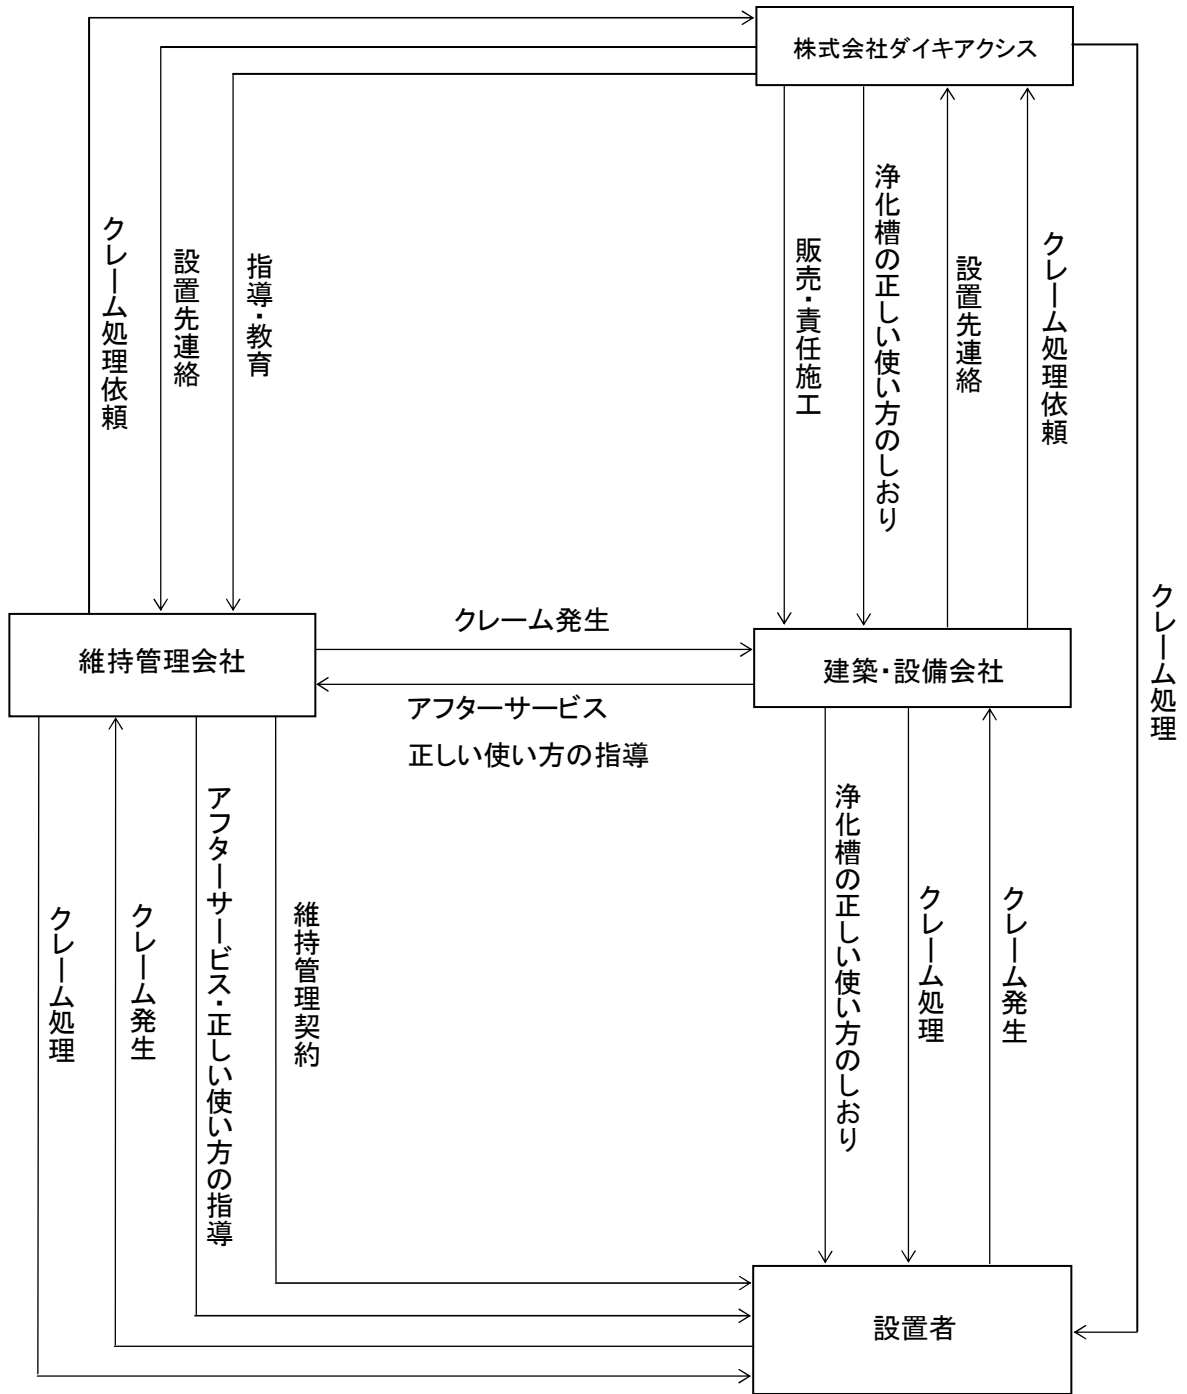 株式会社ダイキアクシス
クレーム処理依頼
設置先連絡
指導・教育
販売・責任施工
浄化槽の正しい使い方のしおり
設置先連絡
クレーム処理依頼
クレーム処理
維持管理会社
クレーム発生
アフターサービス
正しい使い方の指導
建築・設備会社
クレーム処理
クレーム発生
アフターサービス・正しい使い方の指導
維持管理契約
浄化槽の正しい使い方のしおり
クレーム処理
クレーム発生
設置者